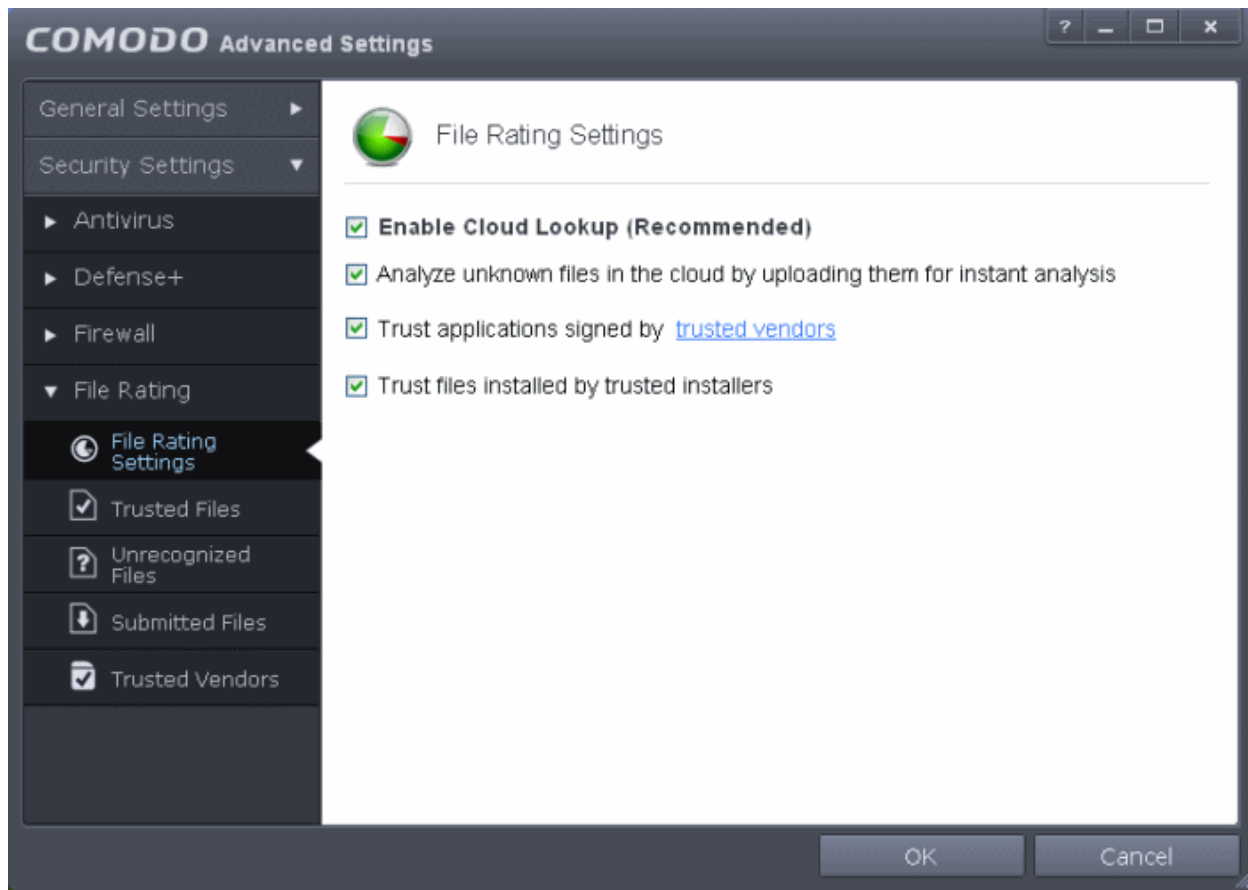 COMODO Advanced Settings
?
General Settings
Security Settings
Antivirus
Defense+
Firewall
File Rating
File Rating
Settings
Trusted Files
Unrecognized
Files
Submitted Files
Trusted Vendors
File Rating Settings
Enable Cloud Lookup (Recommended)
Analyze unknown files in the cloud by uploading them for instant analysis
Trust applications signed by trusted vendors
Trust files installed by trusted installers
OK
Cancel